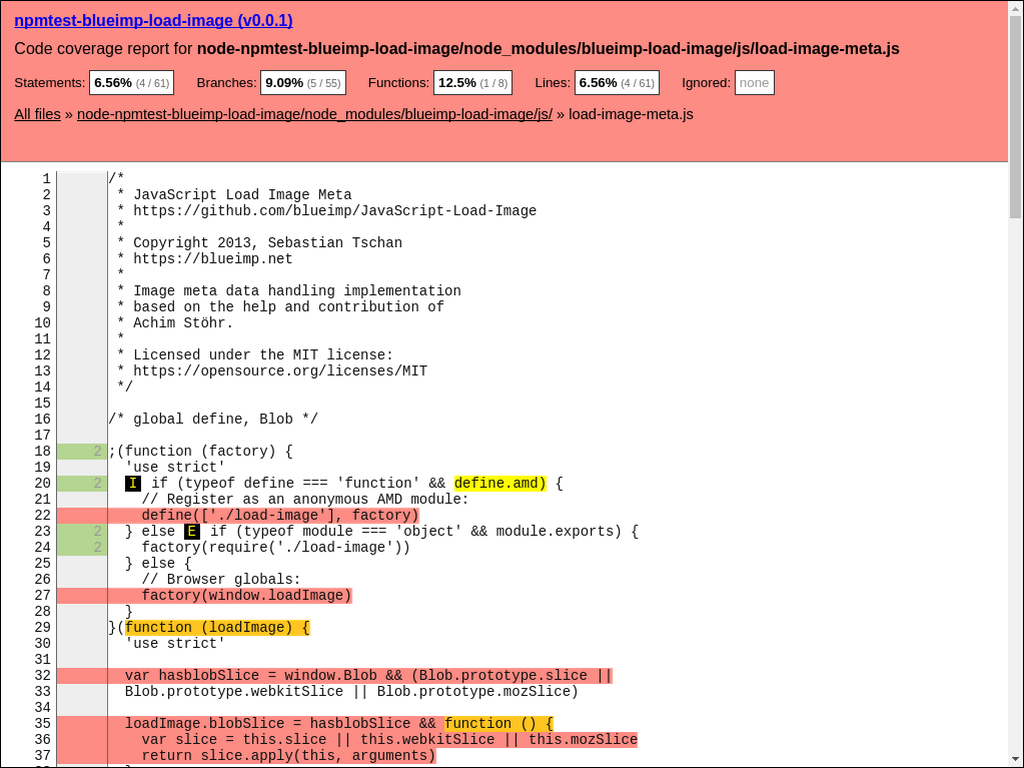 npmtest-blueimp-load-image (v0.0.1)
Code coverage report for node-npmtest-blueimp-load-image/node_modules/blueimp-load-image/js/load-image-meta.js
Statements: 6.56% (4 / 61) Branches: 9.09% (5 / 55) Functions: 12.5% (1 / 8) Lines: 6.56% (4 / 61) Ignored: none
All files » node-npmtest-blueimp-load-image/node_modules/blueimp-load-image/js/ » load-image-meta.js
1 /*
2 * JavaScript Load Image Meta
3 * https://github.com/blueimp/JavaScript-Load-Image
4 *
5 * Copyright 2013, Sebastian Tschan
6 * https://blueimp.net
7 *
8 * Image meta data handling implementation
9 * based on the help and contribution of
10 * Achim Stöhr.
11 *
12 * Licensed under the MIT license:
13 * https://opensource.org/licenses/MIT
14 */
15
16 /* global define, Blob */
17
18 2 ;(function (factory) {
19 'use strict'
20 2 I if (typeof define === 'function' && define.amd) {
21 // Register as an anonymous AMD module:
22 define(['./load-image'], factory)
23 2 } else E if (typeof module === 'object' && module.exports) {
24 2 factory(require('./load-image'))
25 } else {
26 // Browser globals:
27 factory(window.loadImage)
28 }
29 }(function (loadImage) {
30 'use strict'
31
32 var hasblobSlice = window.Blob && (Blob.prototype.slice ||
33 Blob.prototype.webkitSlice || Blob.prototype.mozSlice)
34
35 loadImage.blobSlice = hasblobSlice && function () {
36 var slice = this.slice || this.webkitSlice || this.mozSlice
37 return slice.apply(this, arguments)